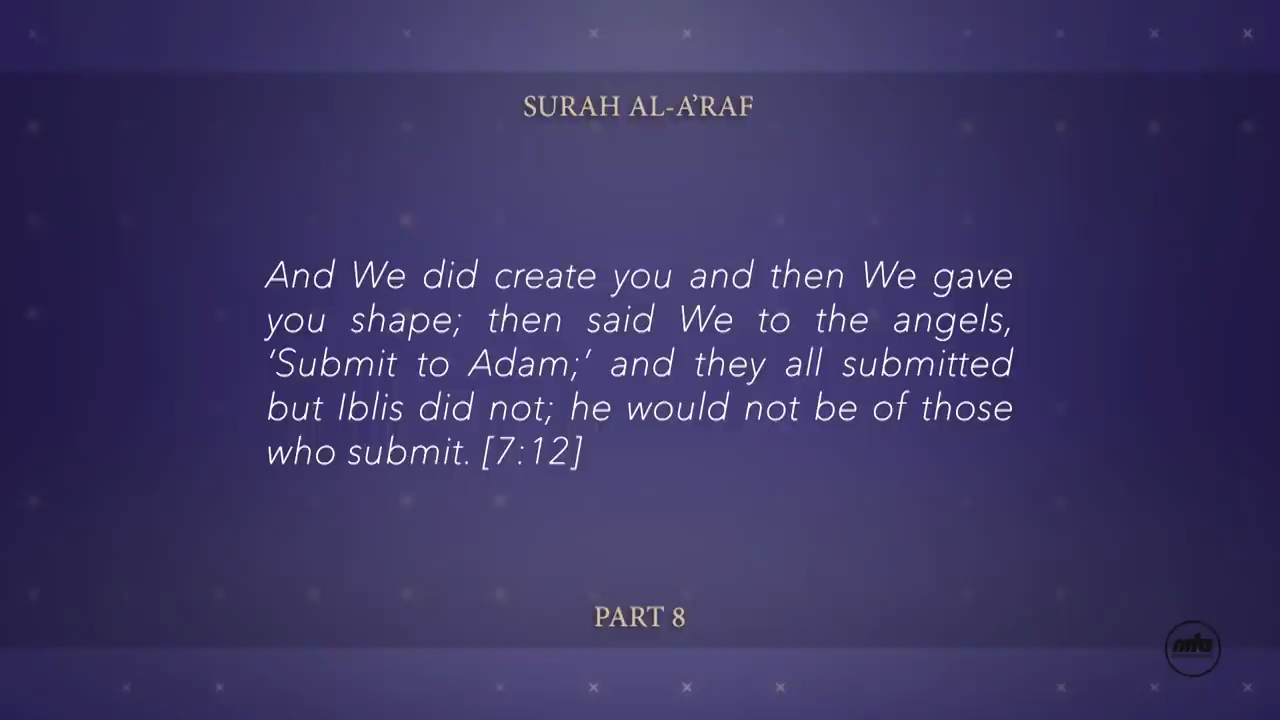 SURAH AL-A’RAF
And We did create you and then We gave
you shape; then said We to the angels,
‘Submit to Adam;’ and they all submitted
but Iblis did not; he would not be of those
who submit. [7:12]
PART 8
mta